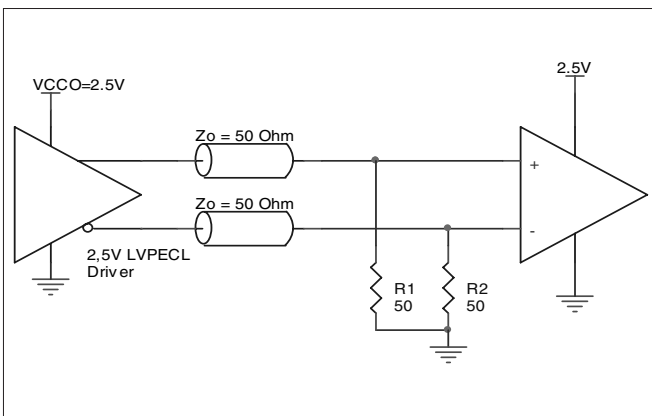 2.5V
VCCO=2.5V
Zo = 50 Ohm
+
Zo = 50 Ohm
-
2,5V LVPECL
Driver
R1
50
R2
50